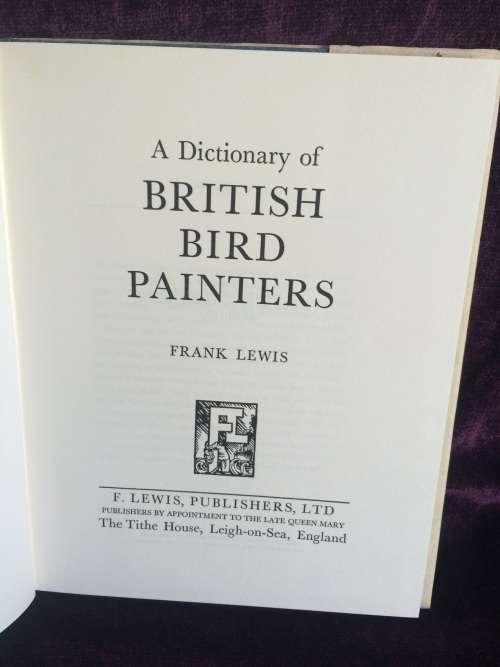 A Dictionary of
BRITISH
BIRD
PAINTERS
FRANK LEWIS
FL
F. LEWIS, PUBLISHERS, LTD
PUBLISHERS BY APPOINTMENT TO THE LATE QUEEN MARY
The Tithe House, Leigh-on-Sea, England